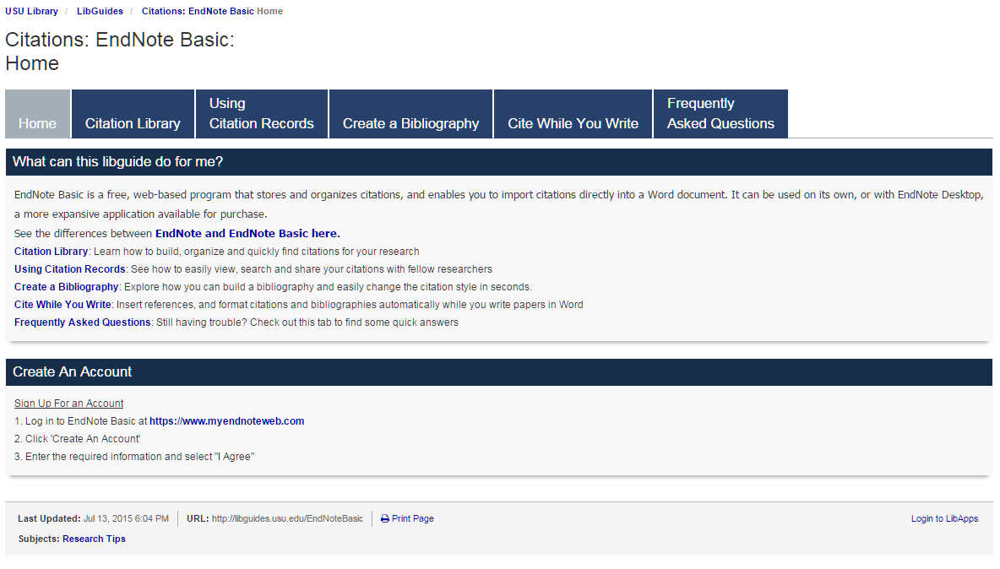 USU Library / LibGuides / Citations: EndNote Basic Home
Citations: EndNote Basic:
Home
Home
Citation Library
Using
Citation Records
Create a Bibliography
Cite While You Write
Frequently
Asked Questions
What can this libguide do for me?
EndNote Basic is a free, web-based program that stores and organizes citations, and enables you to import citations directly into a Word document. It can be used on its own, or with EndNote Desktop,
a more expansive application available for purchase.
See the differences between EndNote and EndNote Basic here.
Citation Library: Learn how to build, organize and quickly find citations for your research
Using Citation Records: See how to easily view, search and share your citations with fellow researchers
Create a Bibliography: Explore how you can build a bibliography and easily change the citation style in seconds.
Cite While You Write: Insert references, and format citations and bibliographies automatically while you write papers in Word
Frequently Asked Questions: Still having trouble? Check out this tab to find some quick answers
Create An Account
Sign Up For an Account
1. Log in to EndNote Basic at https://www.myendnoteweb.com
2. Click 'Create An Account'
3. Enter the required information and select "I Agree"
Last Updated: Jul 13, 2015 6:04 PM URL: http://libguides.usu.edu/EndNoteBasic Print Page Login to LibApps
Subjects: Research Tips